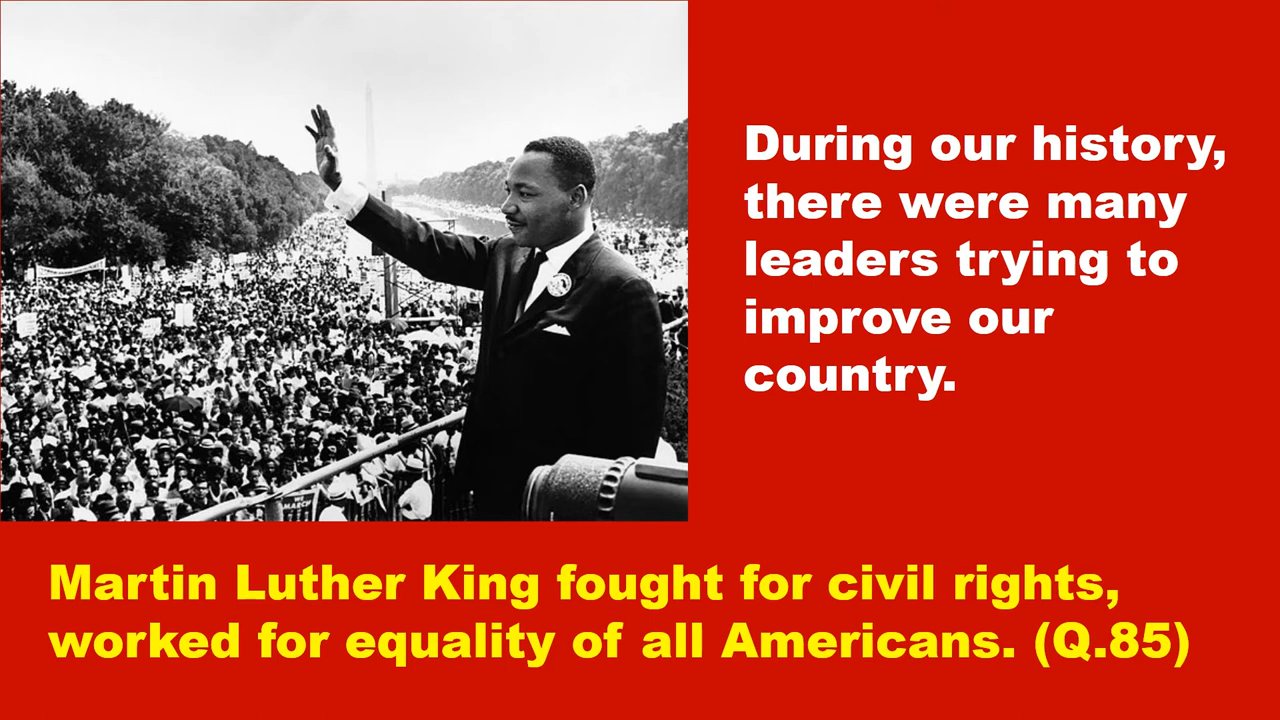 During our history,
there were many
leaders trying to
improve our
country.
Martin Luther King fought for civil rights,
worked for equality of all Americans. (Q.85)